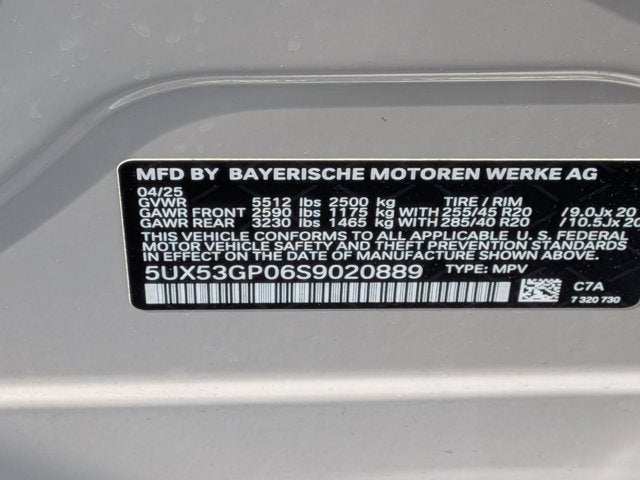 MFD BY BAYERISCHE MOTOREN WERKE AG
04/25
GVWR 5512 lbs 2500 kg TIRE / RIM
GAWR FRONT 2590 lbs 1175 kg WITH 255/45 R20 /9.0Jx 20
GAWR REAR 3230 lbs 1465 kg WITH 285/40 R20 /10.5Jx 20
THIS VEHICLE CONFORMS TO ALL APPLICABLE U.S. FEDERAL
MOTOR VEHICLE SAFETY, BUMPER, AND THEFT PREVENTION STANDARDS
IN EFFECT ON THE DATE OF MANUFACTURE SHOWN ABOVE.
5UX53GP06S9020889 TYPE: MPV
C7A
7 320 730